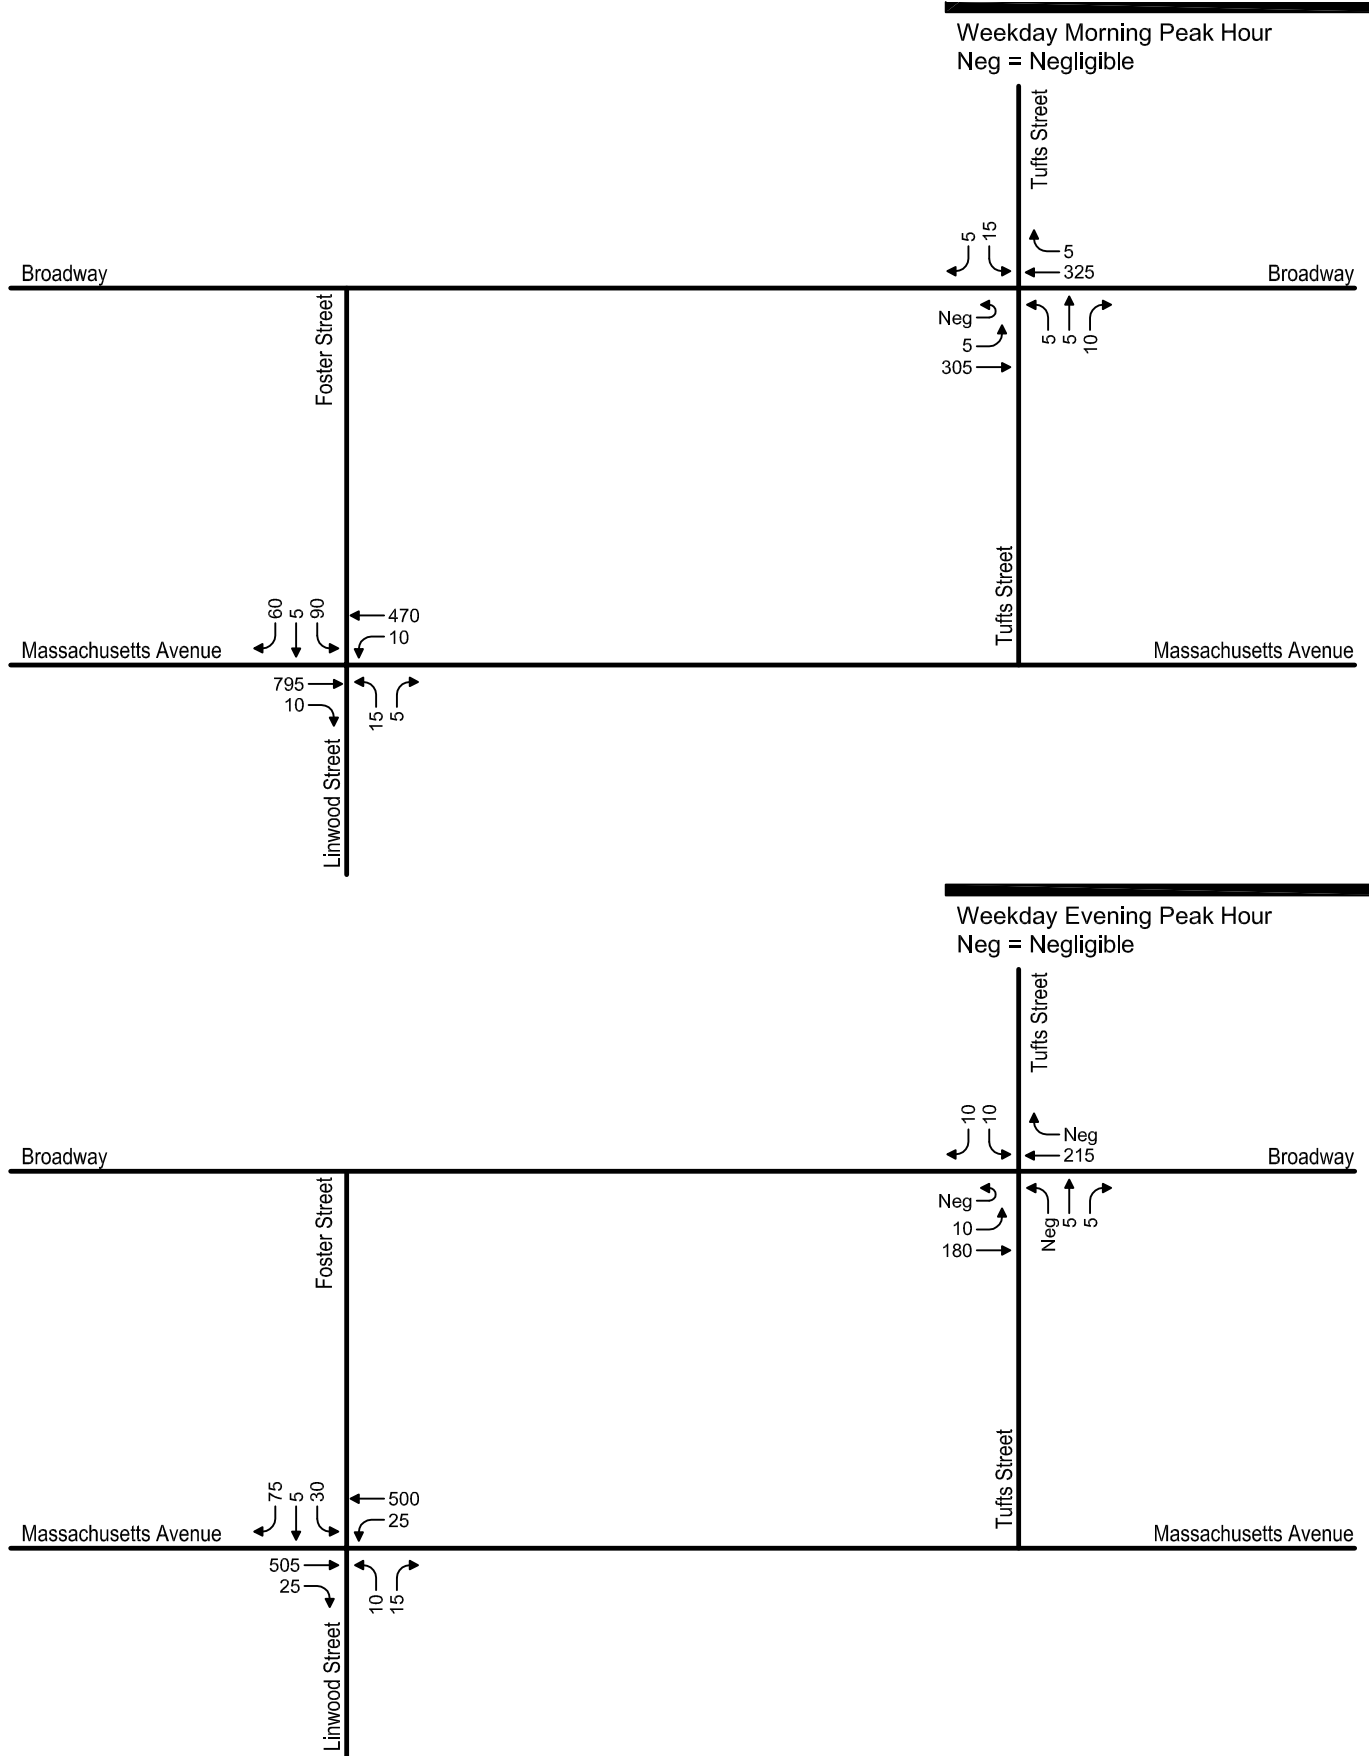 Weekday Morning Peak Hour
Neg = Negligible
Tufts Street
5 15
5
325
Broadway
Broadway
Neg
5
305
5 5 10
Foster Street
Tufts Street
60 5 90
470
10
Massachusetts Avenue
Massachusetts Avenue
795
10
15 5
Linwood Street
Weekday Evening Peak Hour
Neg = Negligible
Tufts Street
10 10
Neg
215
Broadway
Broadway
Neg
10
180
Neg 5 5
Foster Street
Tufts Street
75 5 30
500
25
Massachusetts Avenue
Massachusetts Avenue
505
25
10 15
Linwood Street